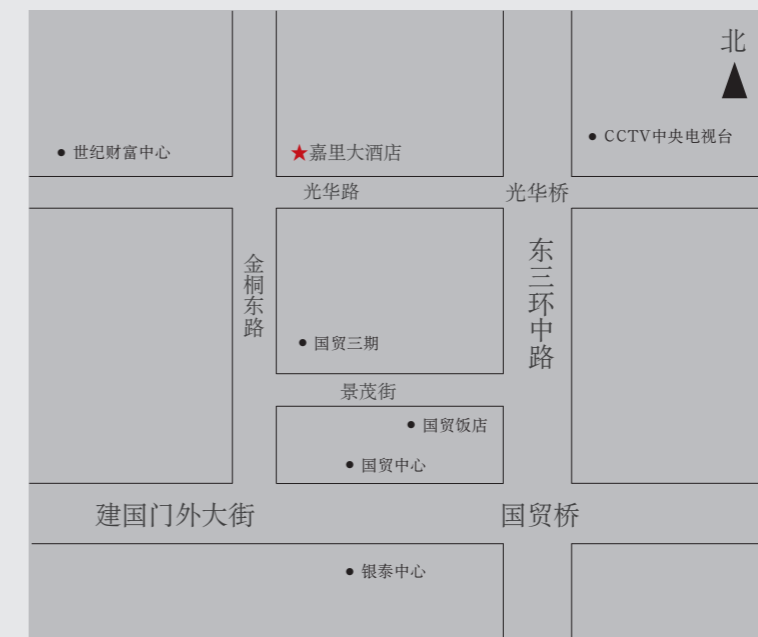 北
CCTV中央电视台
世纪财富中心
嘉里大酒店
光华路
光华桥
金桐东路
东三环中路
国贸三期
景茂街
国贸饭店
国贸中心
建国门外大街
国贸桥
银泰中心